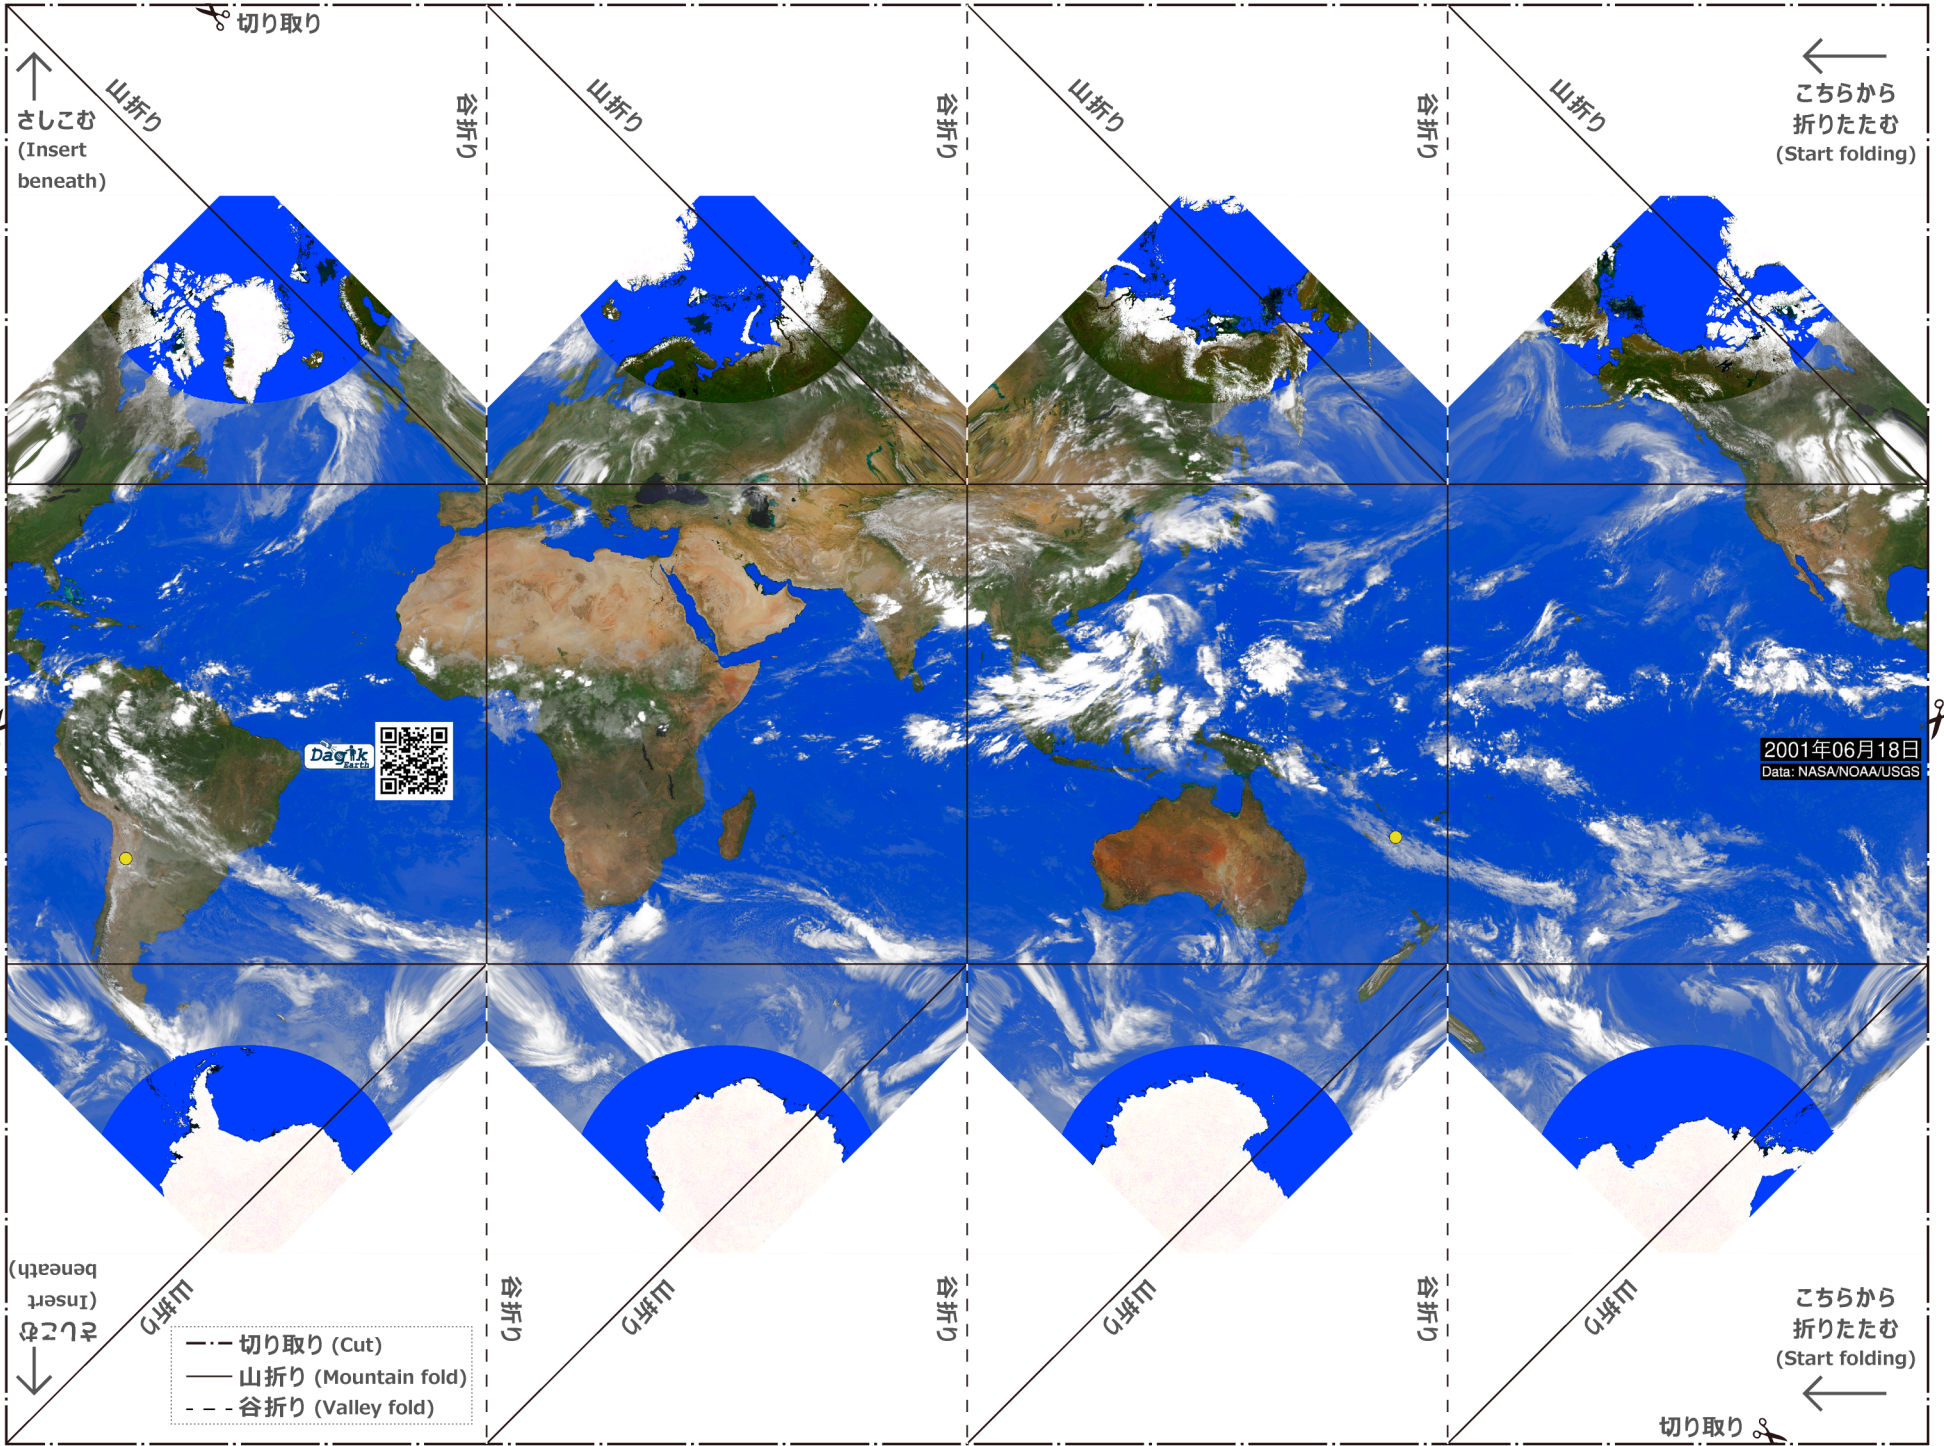 切り取り
山折り
谷折り
山折り
谷折り
山折り
谷折り
山折り
さしこむ
(Insert
beneath)
こちらから
折りたたむ
(Start folding)
Dagik
Earth
2001年06月18日
Data: NASA/NOAA/USGS
さしこむ
(Insert
beneath)
山折り
谷折り
山折り
谷折り
山折り
谷折り
山折り
こちらから
折りたたむ
(Start folding)
切り取り (Cut)
山折り (Mountain fold)
谷折り (Valley fold)
切り取り